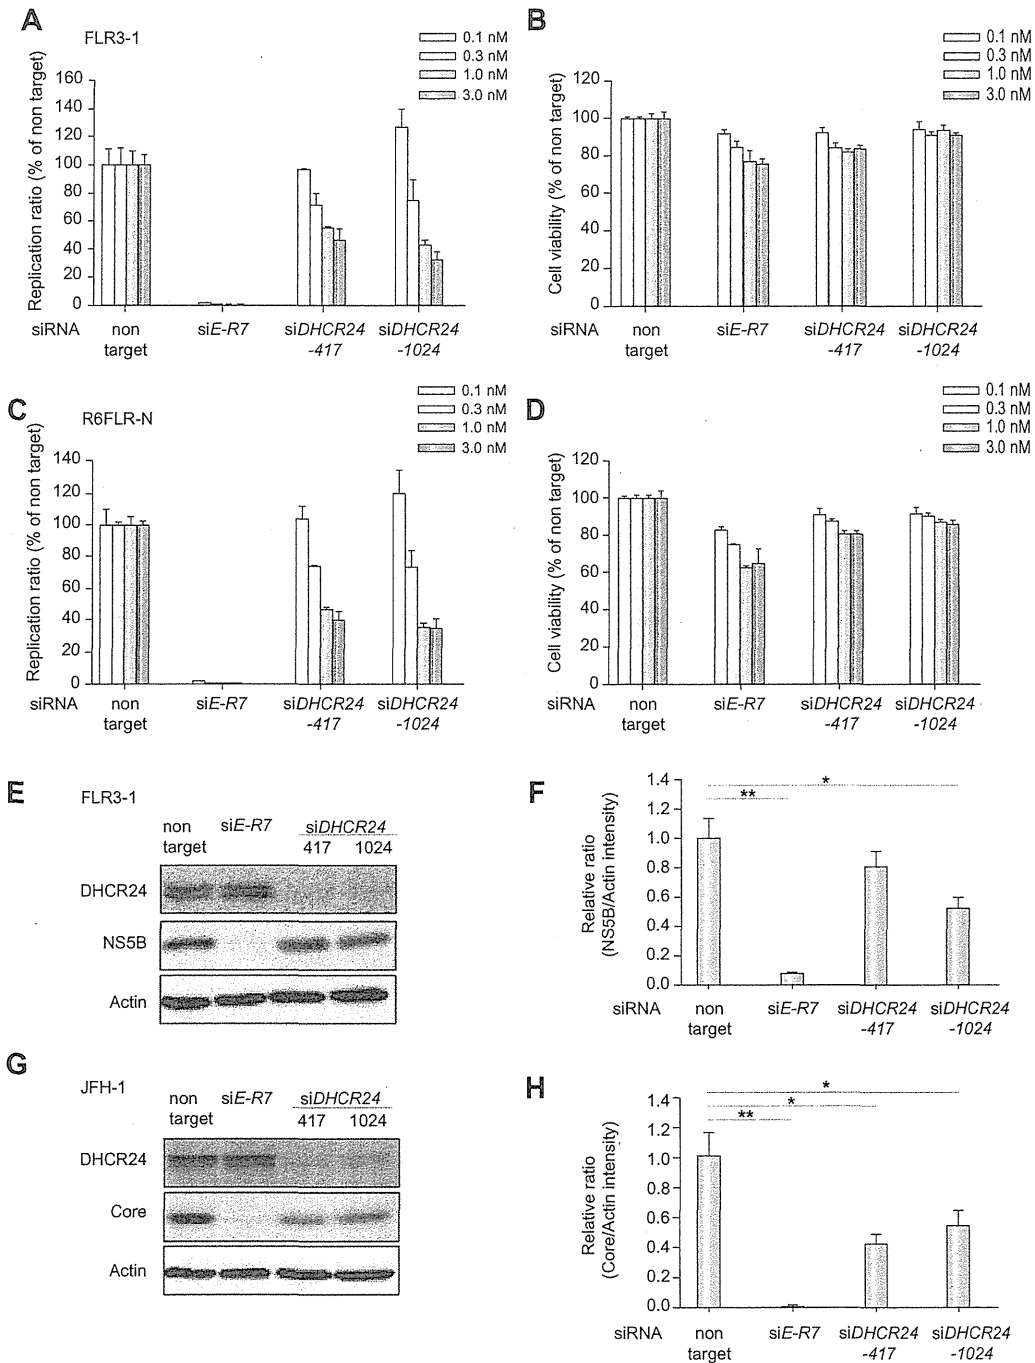 A
FLR3-1
0.1 nM
0.3 nM
1.0 nM
3.0 nM
Replication ratio (% of non target)
160
140
120
100
80
60
40
20
0
siRNA
non target
siE-R7
siDHCR24 -417
siDHCR24 -1024
B
0.1 nM
0.3 nM
1.0 nM
3.0 nM
Cell viability (% of non target)
120
100
80
60
40
20
0
siRNA
non target
siE-R7
siDHCR24 -417
siDHCR24 -1024
C
R6FLR-N
0.1 nM
0.3 nM
1.0 nM
3.0 nM
Replication ratio (% of non target)
140
120
100
80
60
40
20
0
siRNA
non target
siE-R7
siDHCR24 -417
siDHCR24 -1024
D
0.1 nM
0.3 nM
1.0 nM
3.0 nM
Cell viability (% of non target)
120
100
80
60
40
20
0
siRNA
non target
siE-R7
siDHCR24 -417
siDHCR24 -1024
E
FLR3-1
non target
siE-R7
siDHCR24
417 1024
DHCR24
NS5B
Actin
F
Relative ratio
(NS5B/Actin intensity)
1.4
1.2
1.0
0.8
0.6
0.4
0.2
0.0
*
**
siRNA
non target
siE-R7
siDHCR24 -417
siDHCR24 -1024
G
JFH-1
non target
siE-R7
siDHCR24
417 1024
DHCR24
Core
Actin
H
Relative ratio
(Core/Actin intensity)
1.4
1.2
1.0
0.8
0.6
0.4
0.2
0.0
*
*
**
siRNA
non target
siE-R7
siDHCR24 -417
siDHCR24 -1024